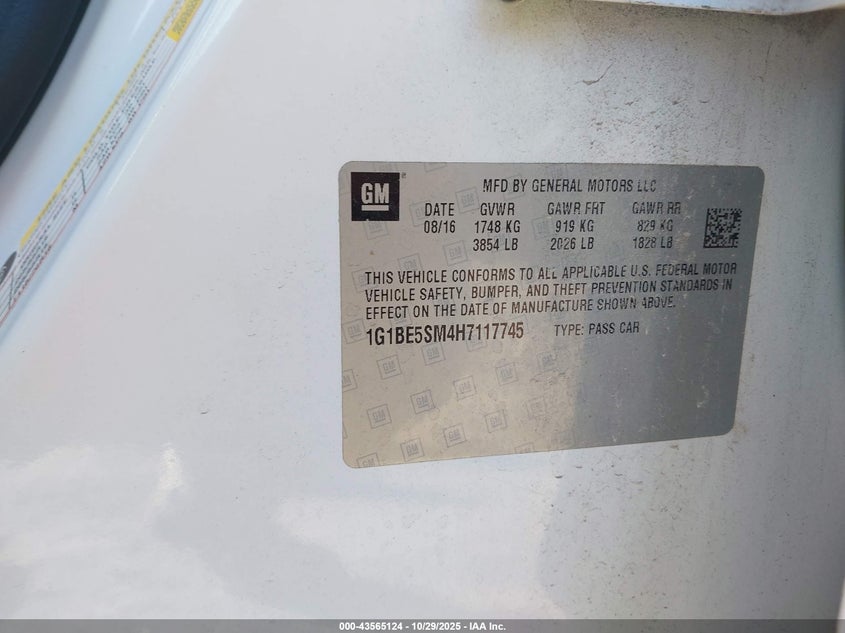 GM
MFD BY GENERAL MOTORS LLC
DATE GVWR GAWR FRT GAWR RR
08/16 1748 KG 919 KG 829 KG
3854 LB 2026 LB 1828 LB
THIS VEHICLE CONFORMS TO ALL APPLICABLE U.S. FEDERAL MOTOR
VEHICLE SAFETY, BUMPER, AND THEFT PREVENTION STANDARDS IN
EFFECT ON THE DATE OF MANUFACTURE SHOWN ABOVE.
1G1BE5SM4H7117745 TYPE: PASS CAR
000-43565124 | 10/29/2025 - IAA Inc.